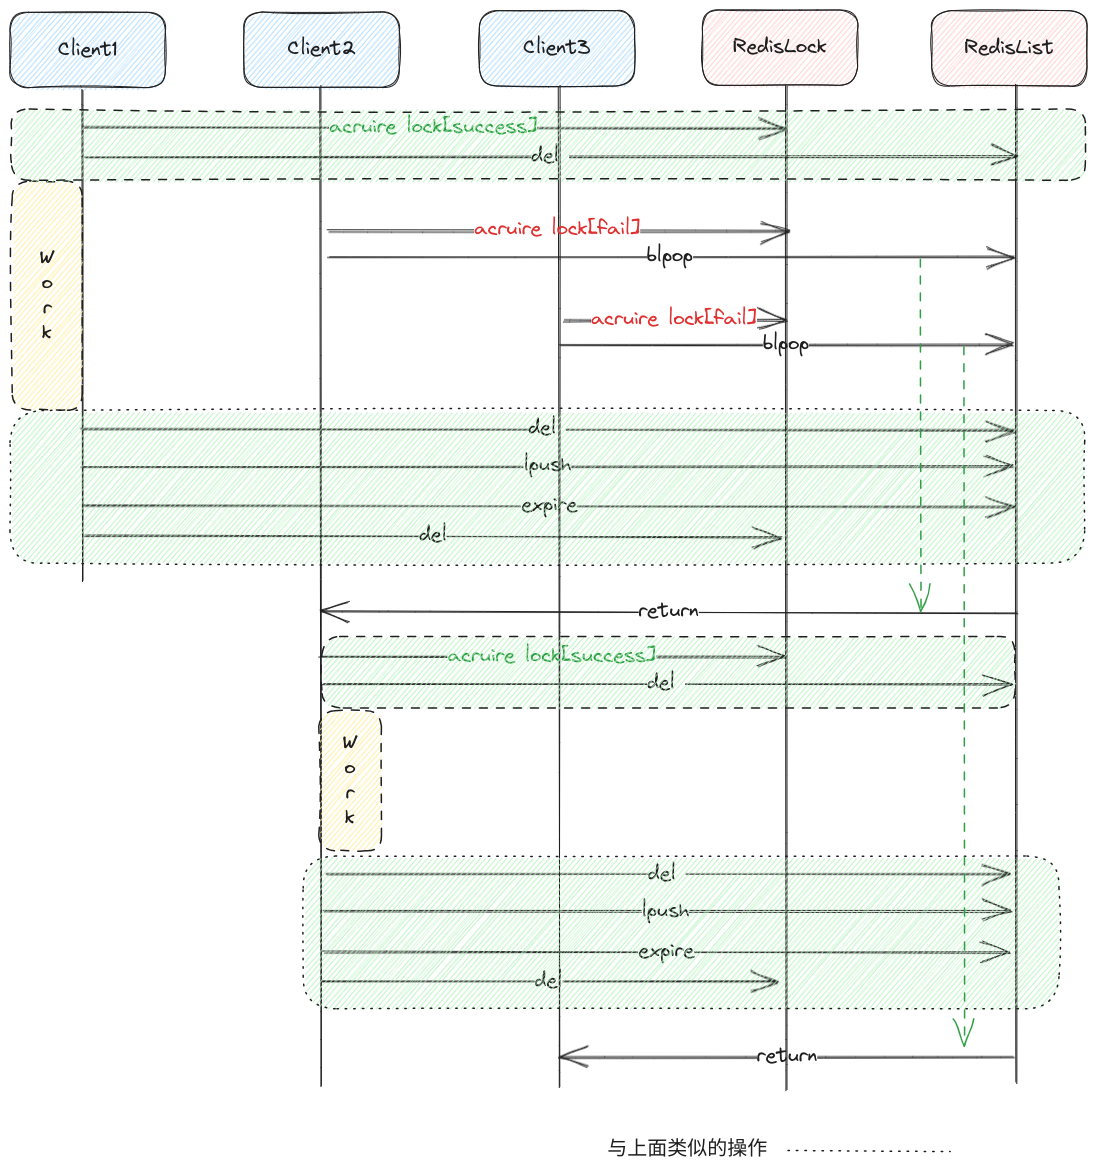 Client1
Client2
Client3
RedisLock
RedisList
acruire lock[success]
del
W
o
r
k
acruire lock[fail]
blpop
acruire lock[fail]
blpop
del
lpush
expire
del
return
acruire lock[success]
del
W
o
r
k
del
lpush
expire
del
return
与上面类似的操作